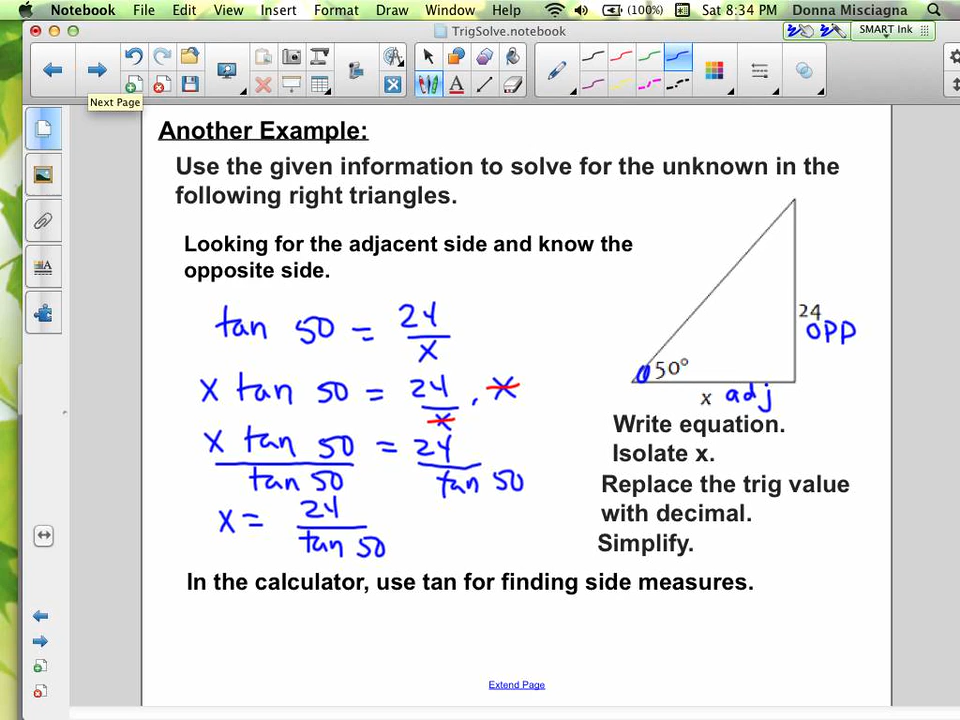 Notebook File Edit View Insert Format Draw Window Help (100%) Sat 8:34 PM Donna Misciagna
TrigSolve.notebook
SMART Ink
Next Page
Another Example:
Use the given information to solve for the unknown in the
following right triangles.
Looking for the adjacent side and know the
opposite side.
tan 50 = 24/x
x tan 50 = 24/x . x
x tan 50 / tan 50 = 24 / tan 50
x = 24 / tan 50
24
OPP
50°
x adj
Write equation.
Isolate x.
Replace the trig value
with decimal.
Simplify.
In the calculator, use tan for finding side measures.
Extend Page